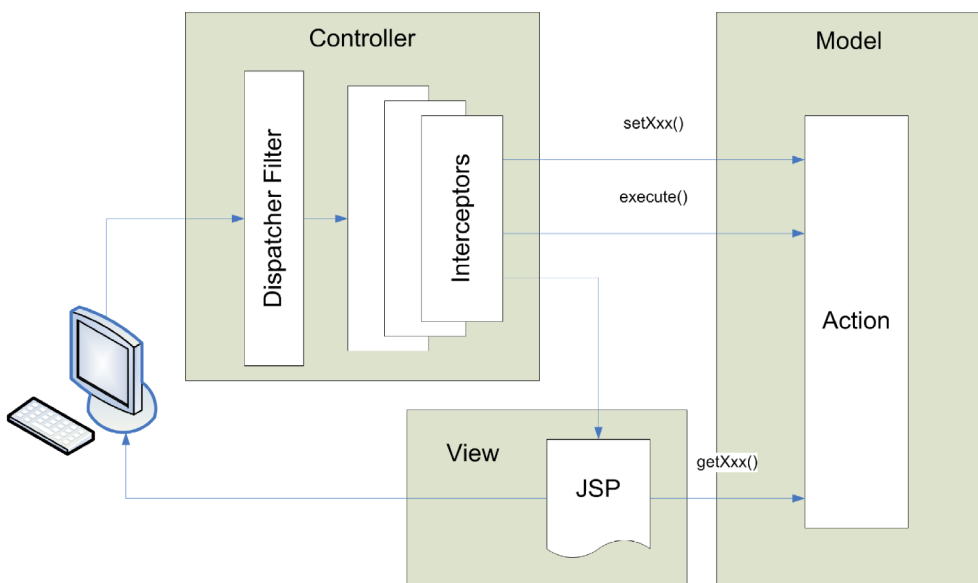 Controller
Model
Dispatcher Filter
Interceptors
setXxx()
execute()
Action
View
JSP
getXxx()